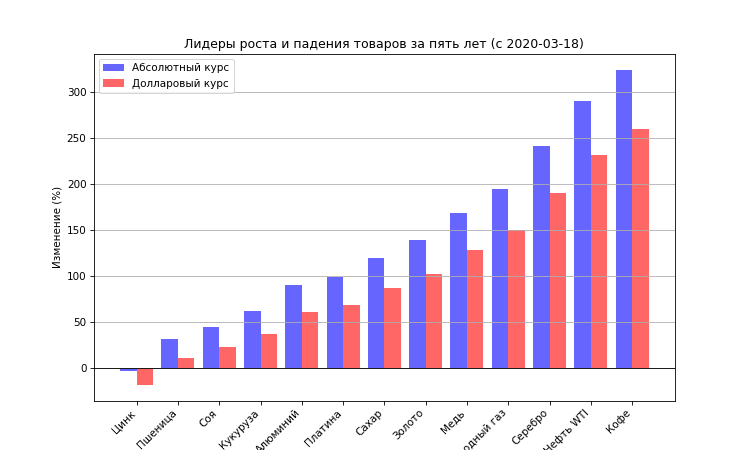 Лидеры роста и падения товаров за пять лет (с 2020-03-18)
Абсолютный курс
Долларовый курс
Изменение (%)
300
250
200
150
100
50
0
Цинк
Пшеница
Соя
Кукуруза
Алюминий
Платина
Сахар
Золото
Медь
одный газ
Серебро
Нефть WTI
Кофе